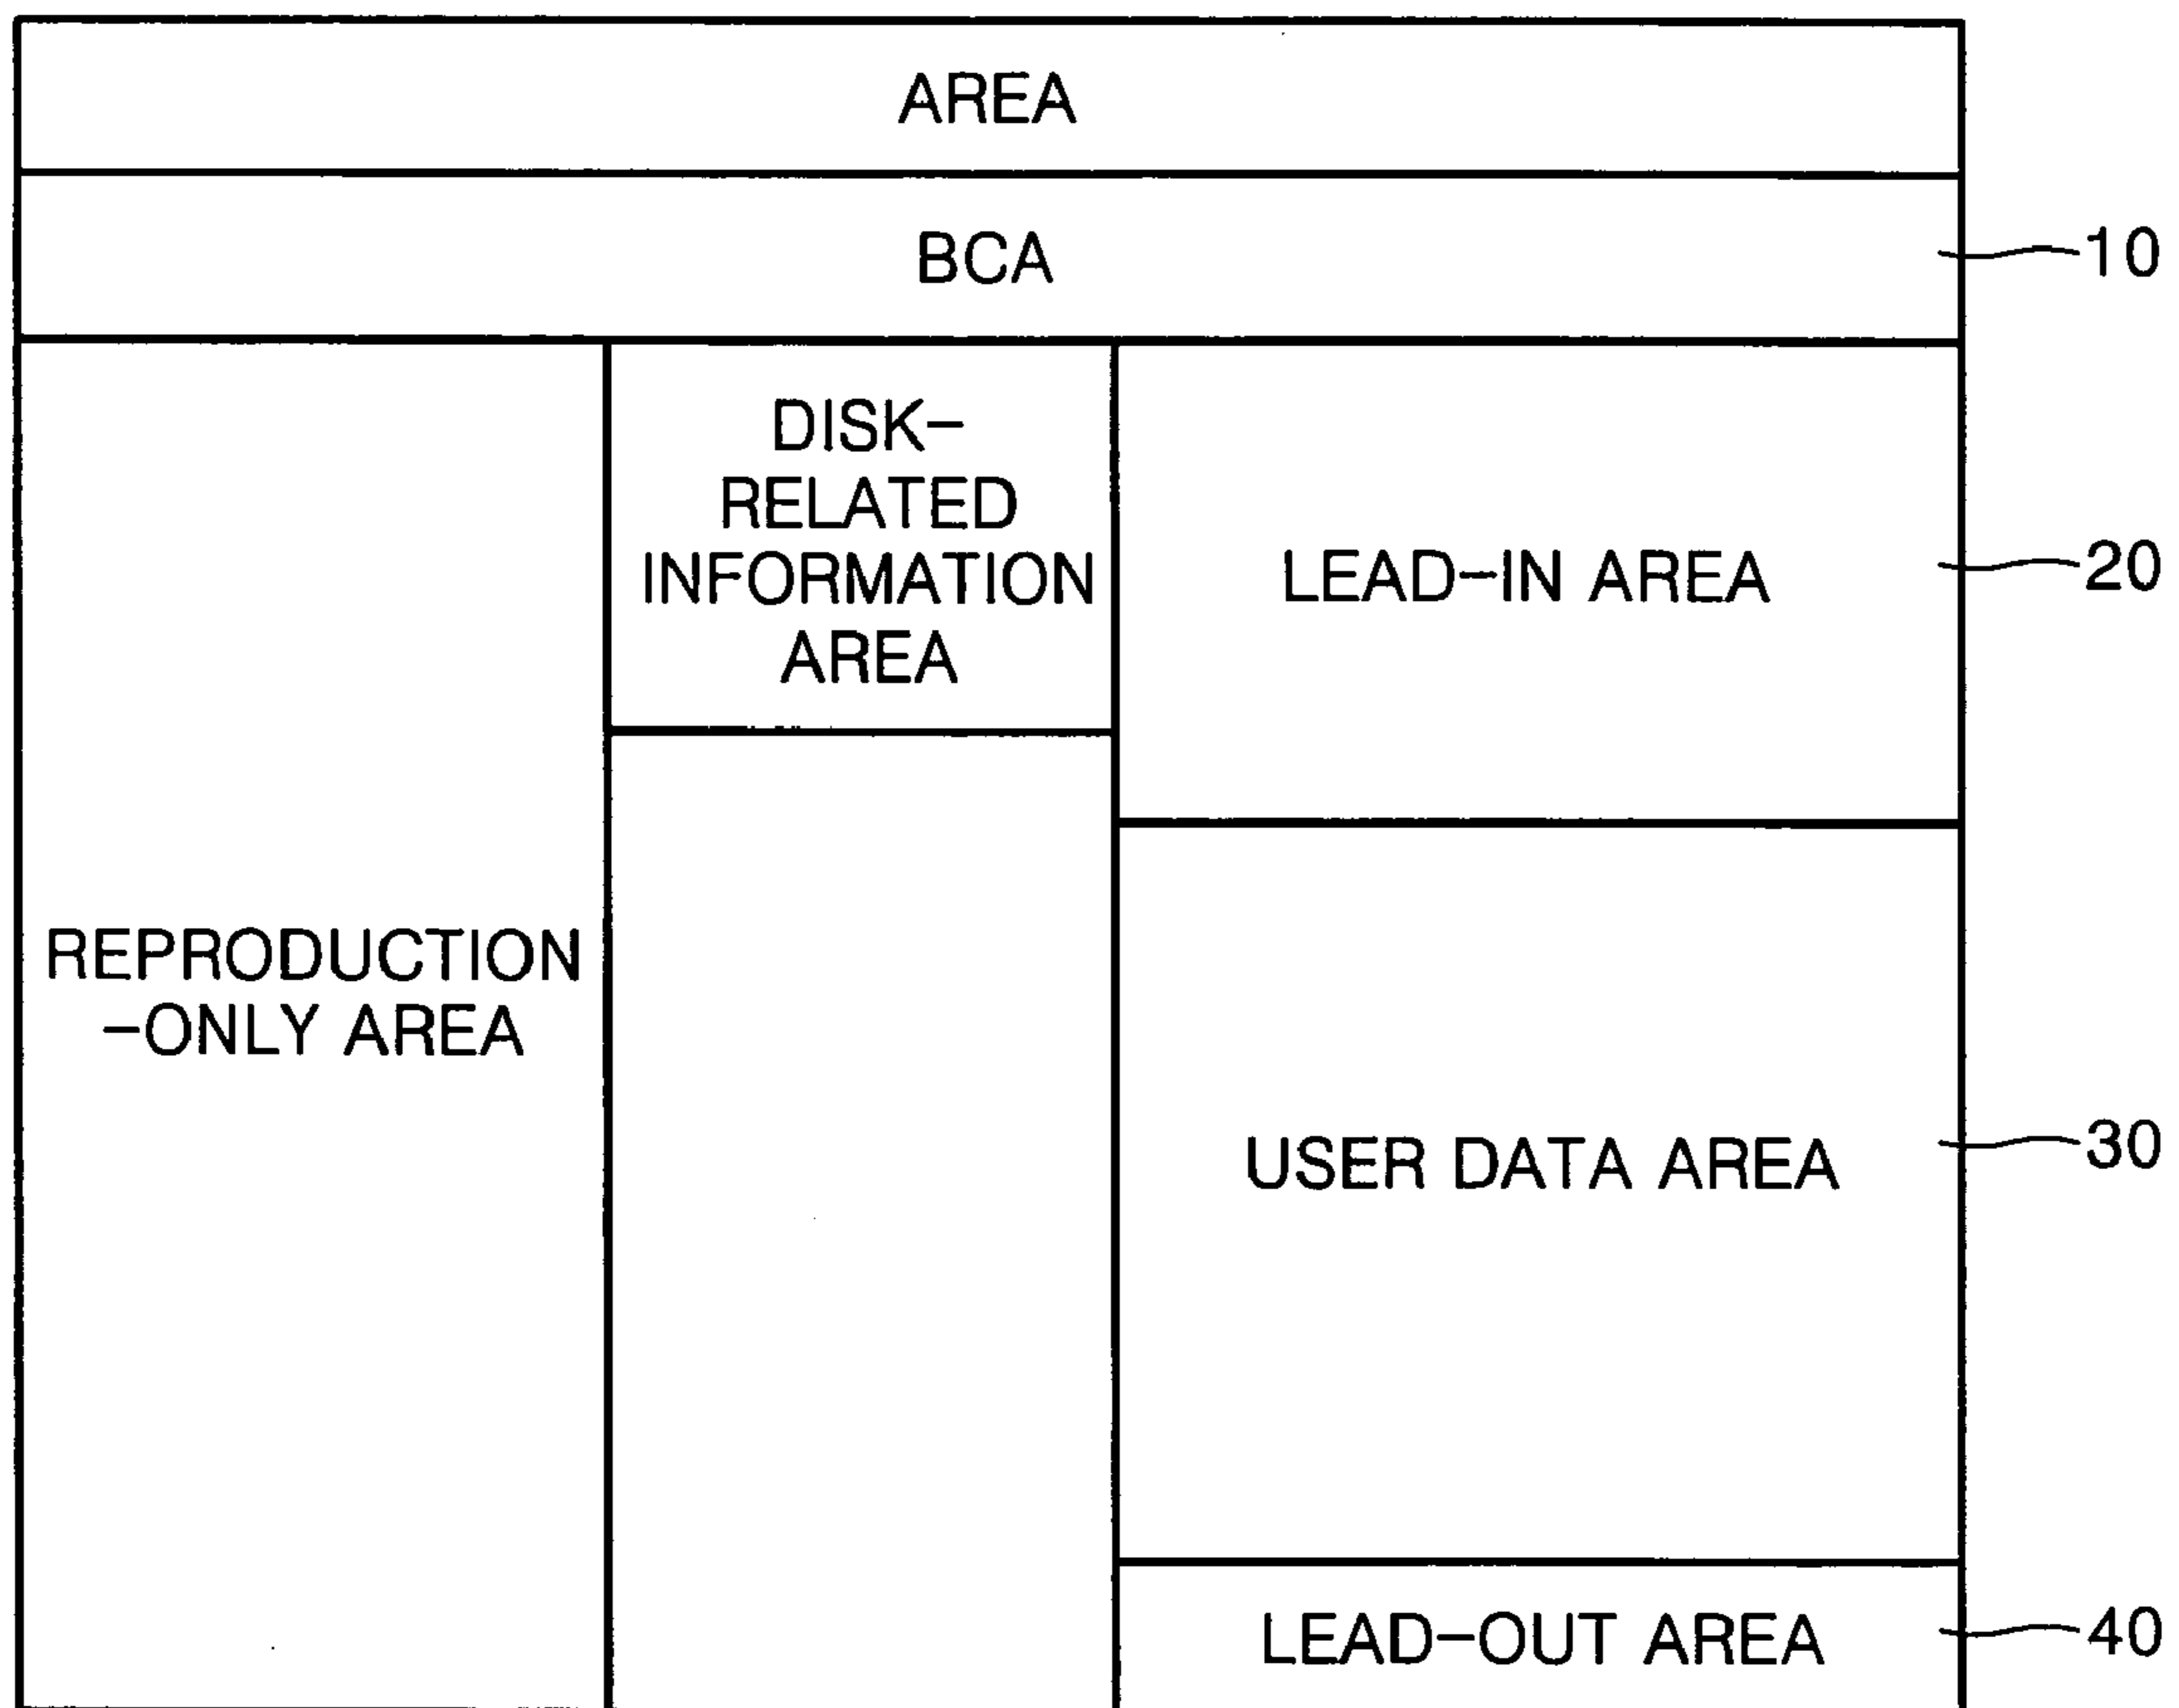 AREA
BCA
10
DISK-
RELATED
INFORMATION
AREA
LEAD-IN AREA
20
REPRODUCTION
-ONLY AREA
USER DATA AREA
30
LEAD-OUT AREA
40